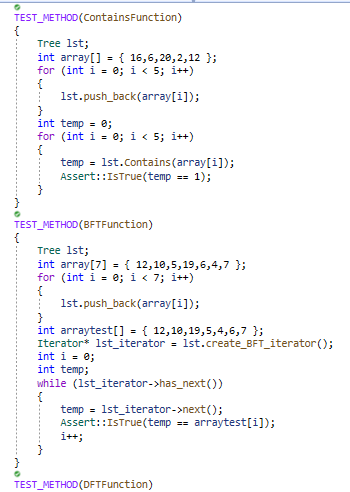 TEST_METHOD(ContainsFunction)
{
Tree lst;
int array[] = { 16,6,20,2,12 };
for (int i = 0; i < 5; i++)
{
lst.push_back(array[i]);
}
int temp = 0;
for (int i = 0; i < 5; i++)
{
temp = lst.Contains(array[i]);
Assert::IsTrue(temp == 1);
}
}
TEST_METHOD(BFTFunction)
{
Tree lst;
int array[7] = { 12,10,5,19,6,4,7 };
for (int i = 0; i < 7; i++)
{
lst.push_back(array[i]);
}
int arraytest[] = { 12,10,19,5,4,6,7 };
Iterator* lst_iterator = lst.create_BFT_iterator();
int i = 0;
int temp;
while (lst_iterator->has_next())
{
temp = lst_iterator->next();
Assert::IsTrue(temp == arraytest[i]);
i++;
}
}
TEST_METHOD(DFTFunction)